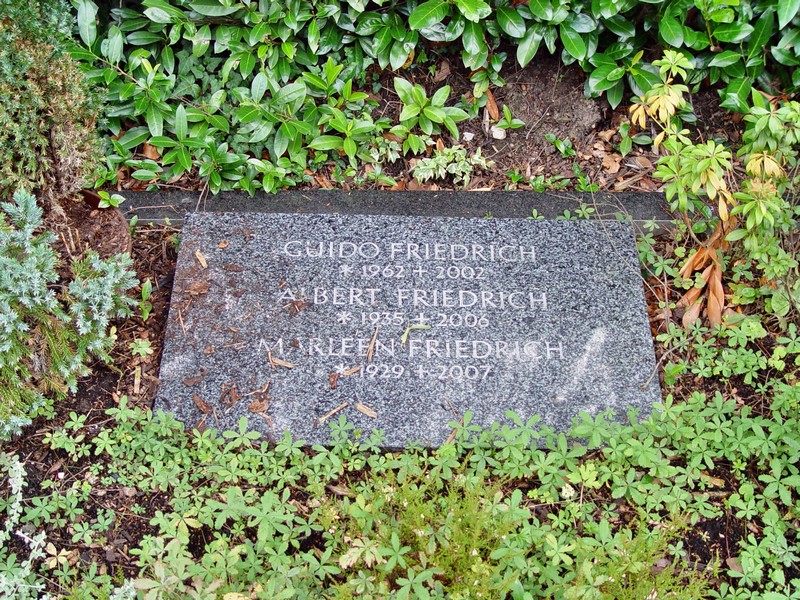 GUIDO FRIEDRICH
* 1962 + 2002
ALBERT FRIEDRICH
* 1935 + 2006
MARLEEN FRIEDRICH
* 1929 + 2007